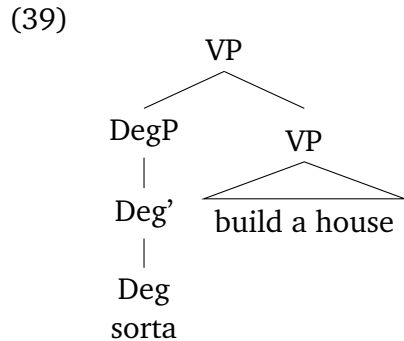 (39)
VP
DegP VP
Deg’ build a house
Deg
sorta